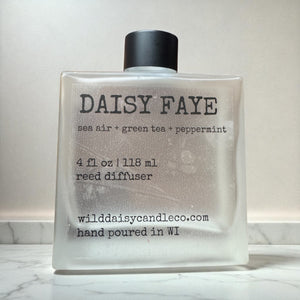 DAISY FAYE
sea air + green tea + peppermint
4 fl oz | 118 ml
reed diffuser
wilddaisycandleco.com
hand poured in WI